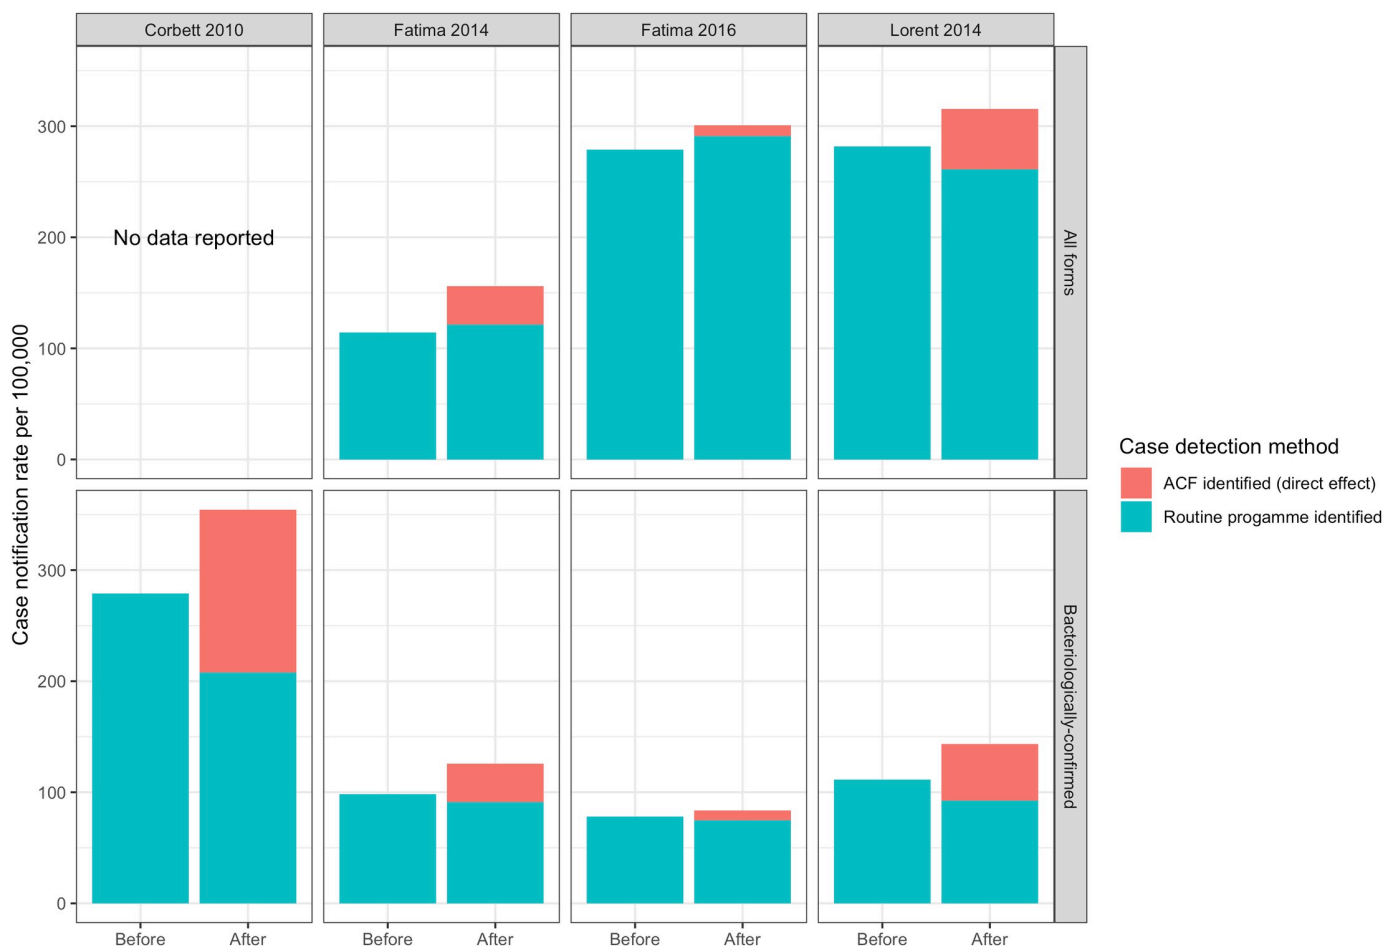 Corbett 2010
Fatima 2014
Fatima 2016
Lorent 2014
Case notification rate per 100,000
300
200
100
0
No data reported
All forms
300
200
100
0
Bacteriologically-confirmed
Before
After
Before
After
Before
After
Before
After
Case detection method
ACF identified (direct effect)
Routine progamme identified